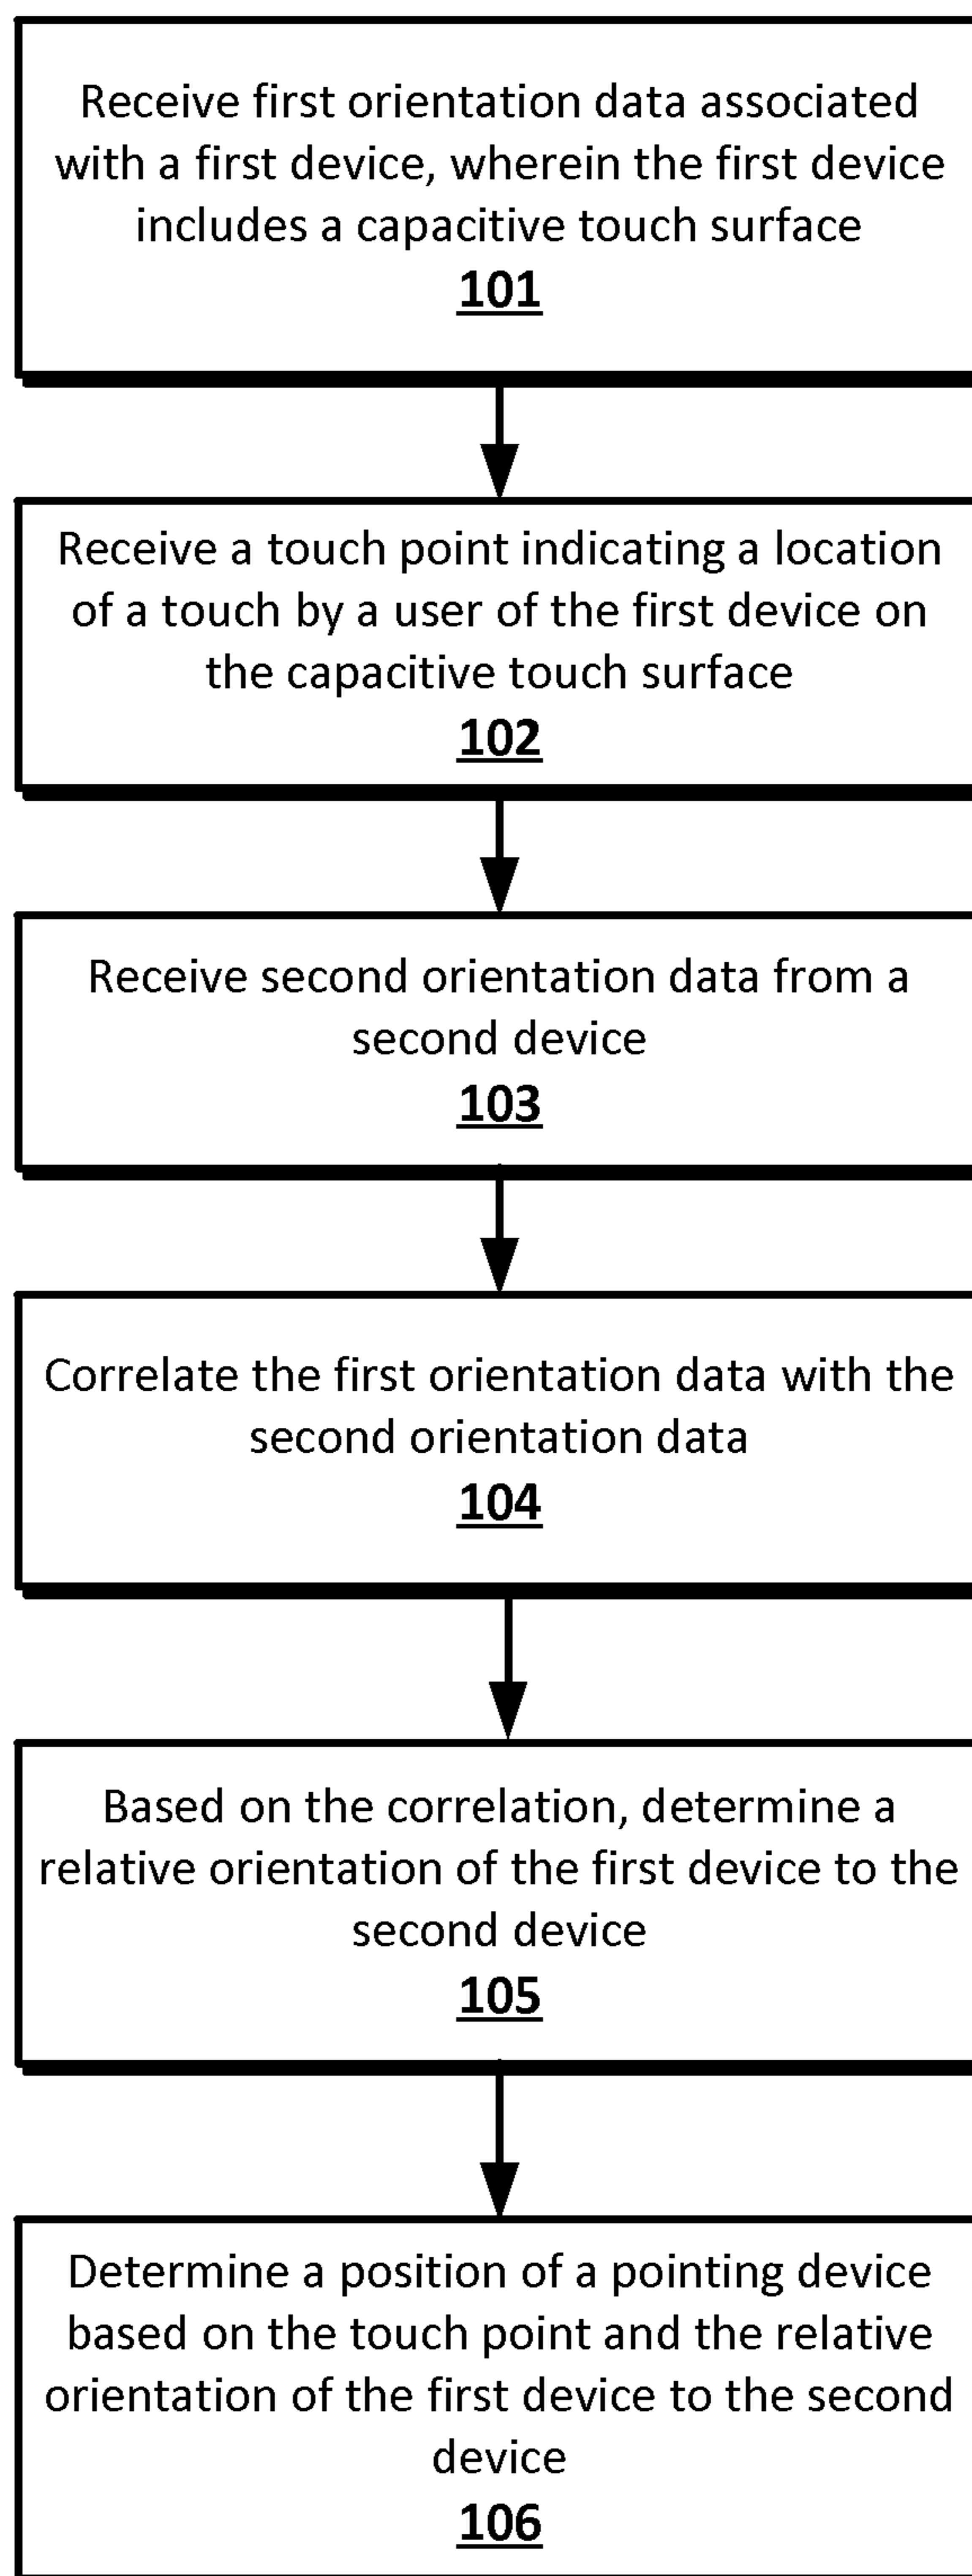 Receive first orientation data associated
with a first device, wherein the first device
includes a capacitive touch surface
101
Receive a touch point indicating a location
of a touch by a user of the first device on
the capacitive touch surface
102
Receive second orientation data from a
second device
103
Correlate the first orientation data with the
second orientation data
104
Based on the correlation, determine a
relative orientation of the first device to the
second device
105
Determine a position of a pointing device
based on the touch point and the relative
orientation of the first device to the second
device
106